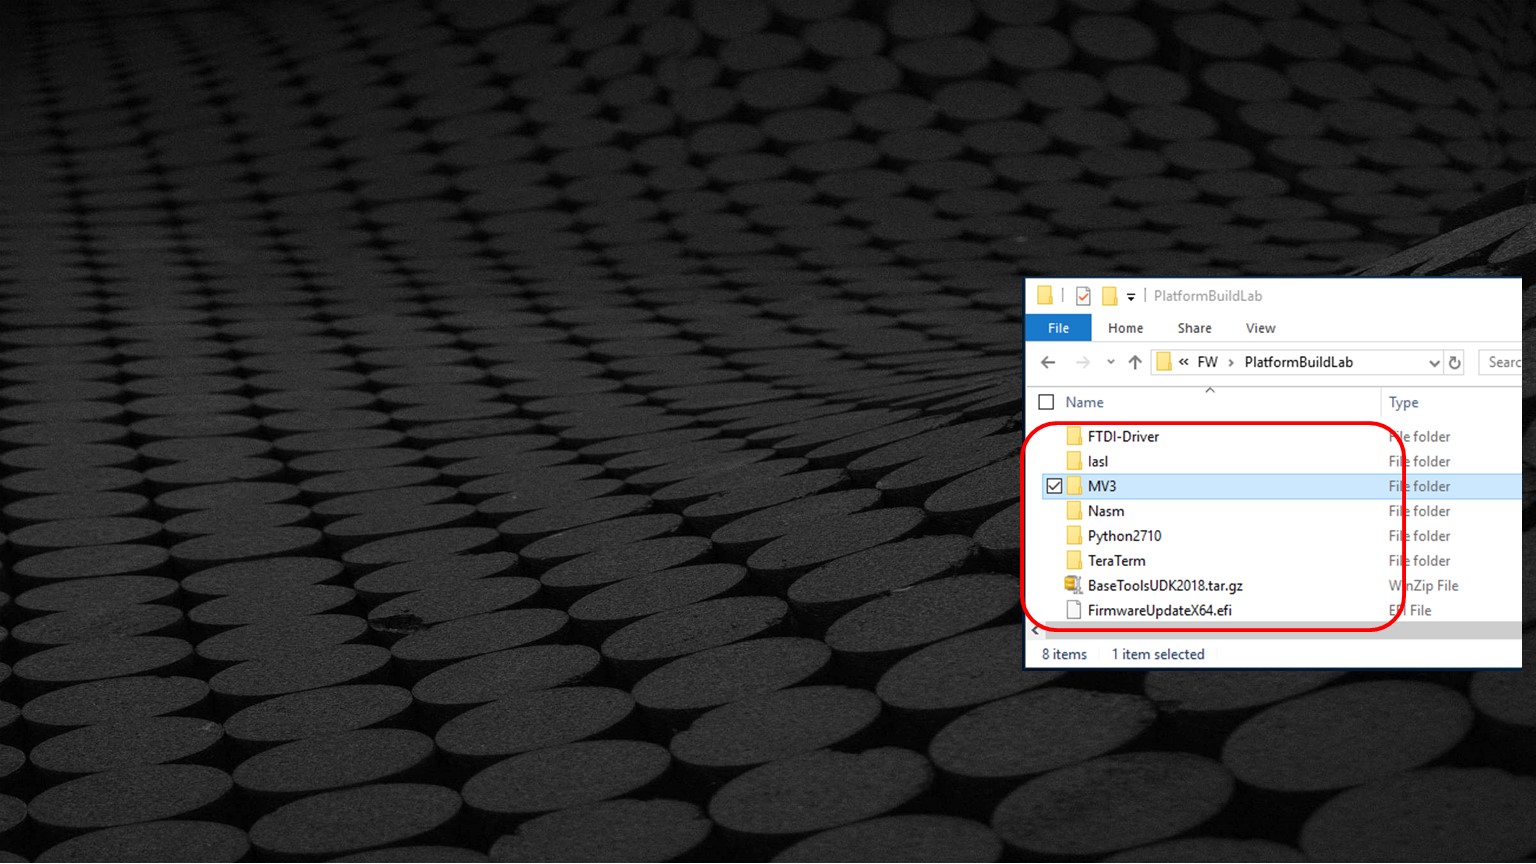 PlatformBuildLab
File Home Share View
« FW › PlatformBuildLab Searc
Name Type
FTDI-Driver File folder
Iasl File folder
MV3 File folder
Nasm File folder
Python2710 File folder
TeraTerm File folder
BaseToolsUDK2018.tar.gz WinZip File
FirmwareUpdateX64.efi EFI File
8 items 1 item selected